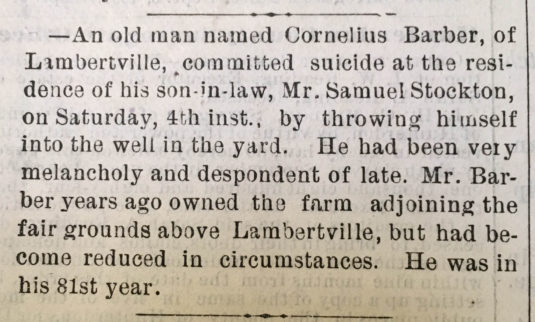 —An old man named Cornelius Barber, of
Lambertville, committed suicide at the resi-
dence of his son-in-law, Mr. Samuel Stockton,
on Saturday, 4th inst., by throwing himself
into the well in the yard. He had been very
melancholy and despondent of late. Mr. Bar-
ber years ago owned the farm adjoining the
fair grounds above Lambertville, but had be-
come reduced in circumstances. He was in
his 81st year.